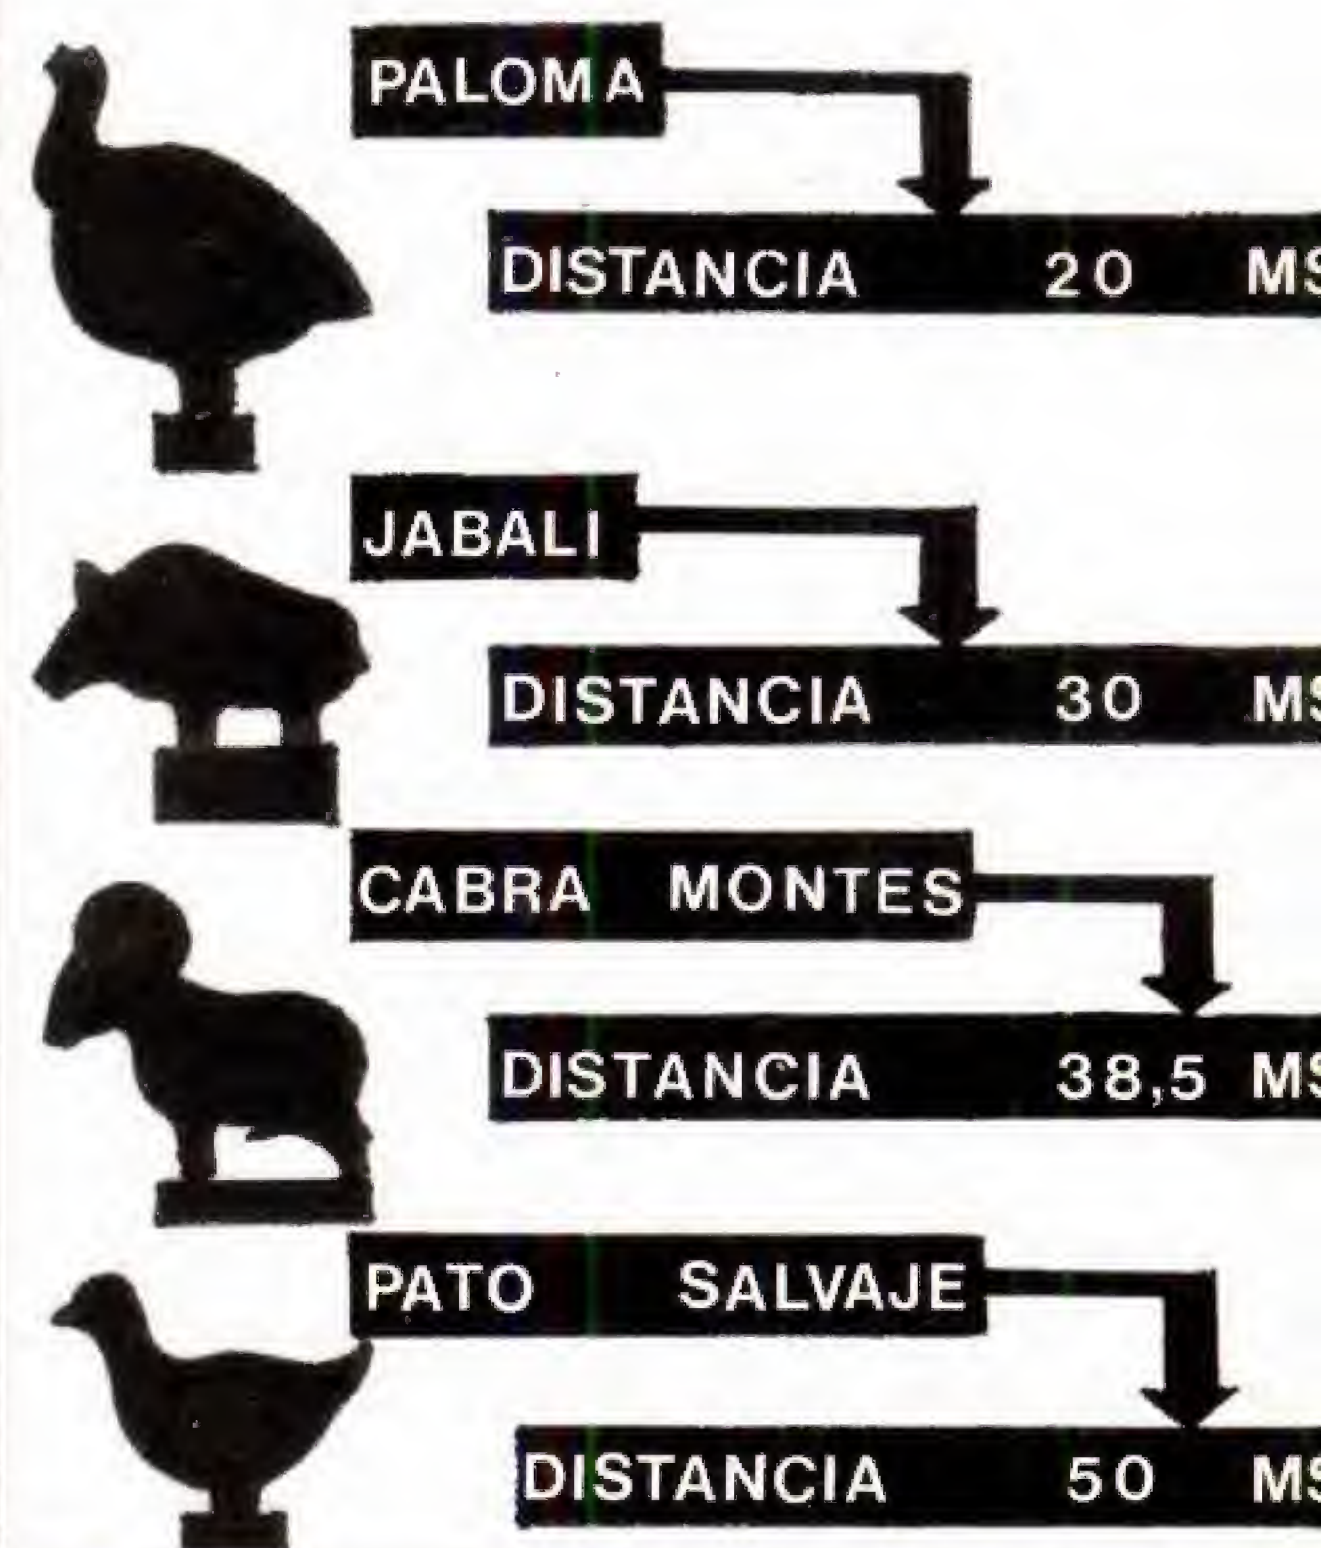 PALOMA
DISTANCIA 20 MS
JABALI
DISTANCIA 30 MS
CABRA MONTES
DISTANCIA 38,5 MS
PATO SALVAJE
DISTANCIA 50 MS